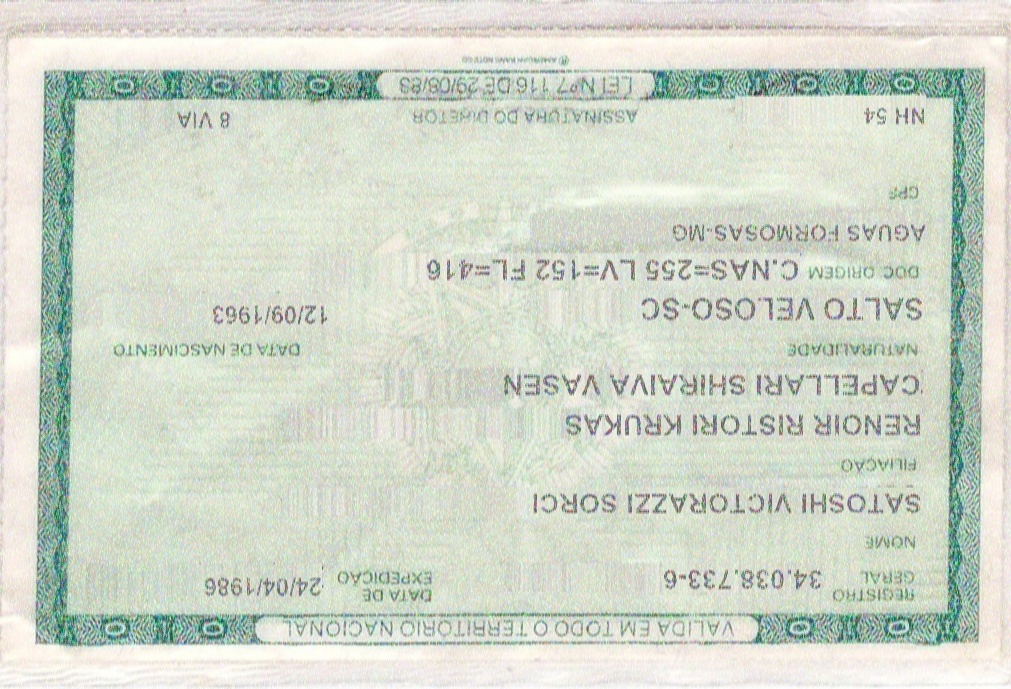 VALIDA EM TODO O TERRITORIO NACIONAL
REGISTRO GERAL 34.038.733-6 DATA DE EXPEDIÇÃO 24/04/1986
NOME
SATOSHI VICTORAZZI SORCI
FILIAÇÃO
RENOIR RISTORI KRUKAS
CAPELLARI SHIRAIVA VASEN
NATURALIDADE DATA DE NASCIMENTO
SALTO VELOSO-SC 12/09/1963
DOC ORIGEM C.NAS=255 LV=152 FL=416
AGUAS FORMOSAS-MG
CPF
NH 54 ASSINATURA DO DIRETOR 8 VIA
LEI Nº 7.116 DE 29/08/83